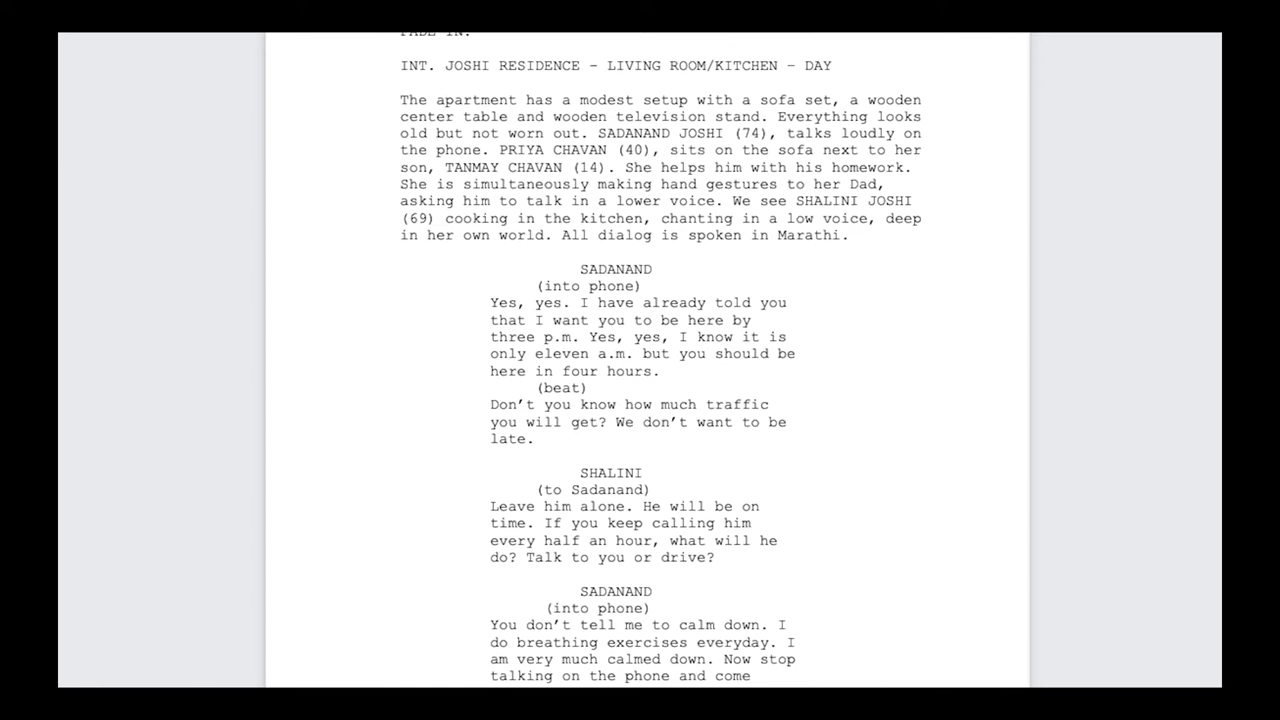 FADE IN:
INT. JOSHI RESIDENCE - LIVING ROOM/KITCHEN - DAY
The apartment has a modest setup with a sofa set, a wooden
center table and wooden television stand. Everything looks
old but not worn out. SADANAND JOSHI (74), talks loudly on
the phone. PRIYA CHAVAN (40), sits on the sofa next to her
son, TANMAY CHAVAN (14). She helps him with his homework.
She is simultaneously making hand gestures to her Dad,
asking him to talk in a lower voice. We see SHALINI JOSHI
(69) cooking in the kitchen, chanting in a low voice, deep
in her own world. All dialog is spoken in Marathi.
SADANAND
(into phone)
Yes, yes. I have already told you
that I want you to be here by
three p.m. Yes, yes, I know it is
only eleven a.m. but you should be
here in four hours.
(beat)
Don’t you know how much traffic
you will get? We don’t want to be
late.
SHALINI
(to Sadanand)
Leave him alone. He will be on
time. If you keep calling him
every half an hour, what will he
do? Talk to you or drive?
SADANAND
(into phone)
You don’t tell me to calm down. I
do breathing exercises everyday. I
am very much calmed down. Now stop
talking on the phone and come